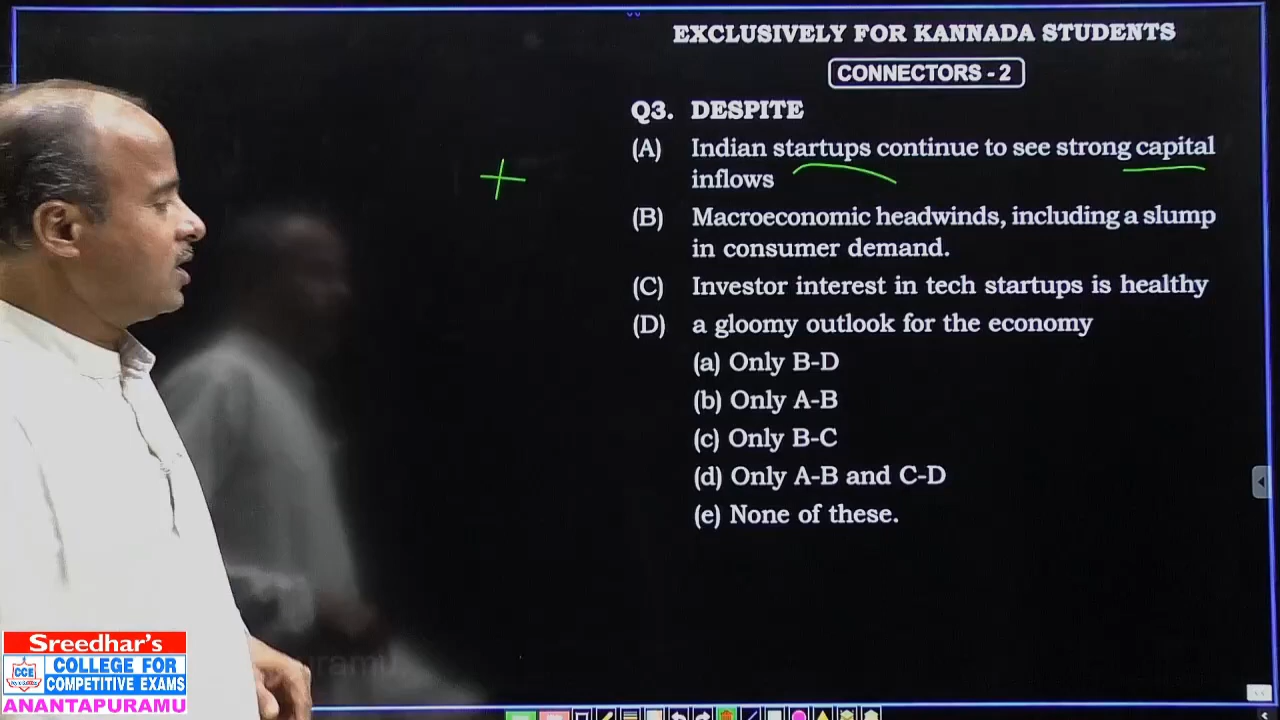 EXCLUSIVELY FOR KANNADA STUDENTS
CONNECTORS - 2
Q3. DESPITE
(A) Indian startups continue to see strong capital
inflows
(B) Macroeconomic headwinds, including a slump
in consumer demand.
(C) Investor interest in tech startups is healthy
(D) a gloomy outlook for the economy
(a) Only B-D
(b) Only A-B
(c) Only B-C
(d) Only A-B and C-D
(e) None of these.
+
Sreedhar's
CCE
COLLEGE FOR
COMPETITIVE EXAMS
ANANTAPURAMU